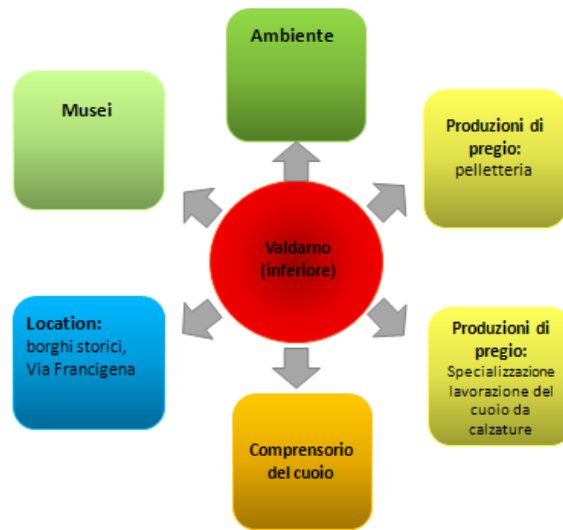 Ambiente
Musei
Produzioni di
pregio:
pelletteria
Valdarno
(inferiore)
Location:
borghi storici,
Via Francigena
Produzioni di
pregio:
Specializzazione
lavorazione del
cuoio da
calzature
Comprensorio
del cuoio